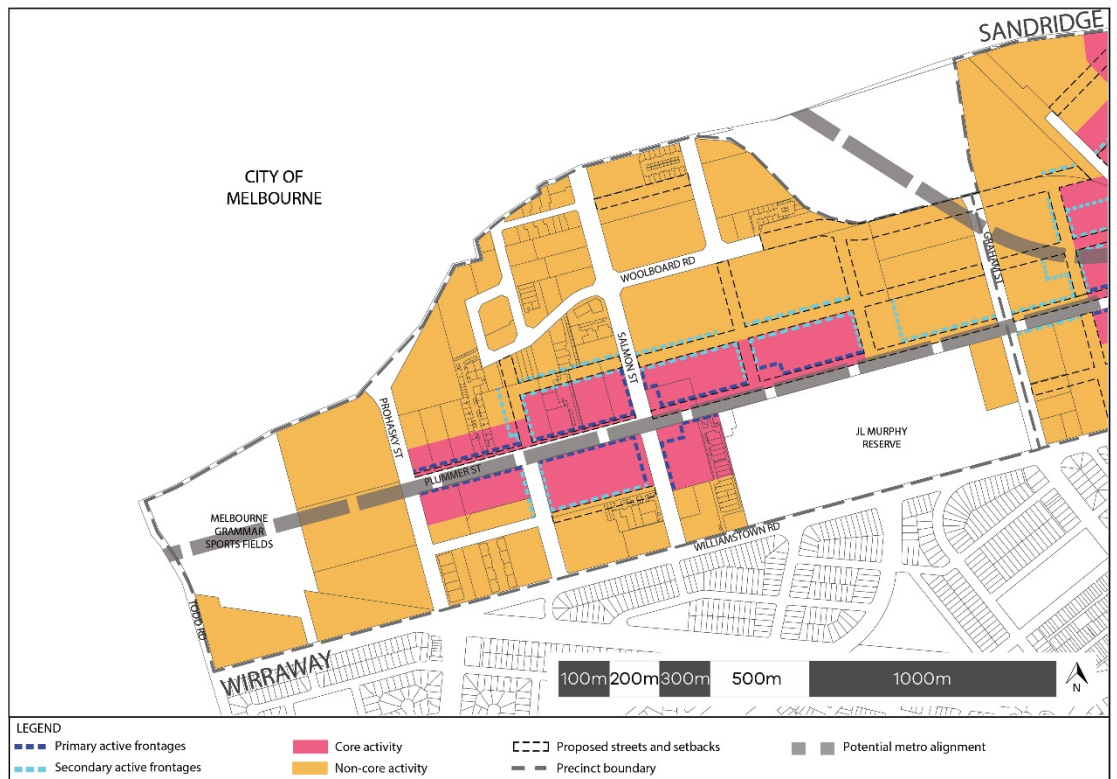 SANDRIDGE
CITY OF
MELBOURNE
WOOLBOARD RD
GRAHAM ST
SALMON ST
PROHASKY ST
JL MURPHY
RESERVE
PLUMMER ST
MELBOURNE
GRAMMAR
SPORTS FIELDS
WILLIAMSTOWN RD
TODD RD
WIRRAWAY
100m 200m 300m 500m 1000m
N
LEGEND
Primary active frontages
Secondary active frontages
Core activity
Non-core activity
Proposed streets and setbacks
Precinct boundary
Potential metro alignment